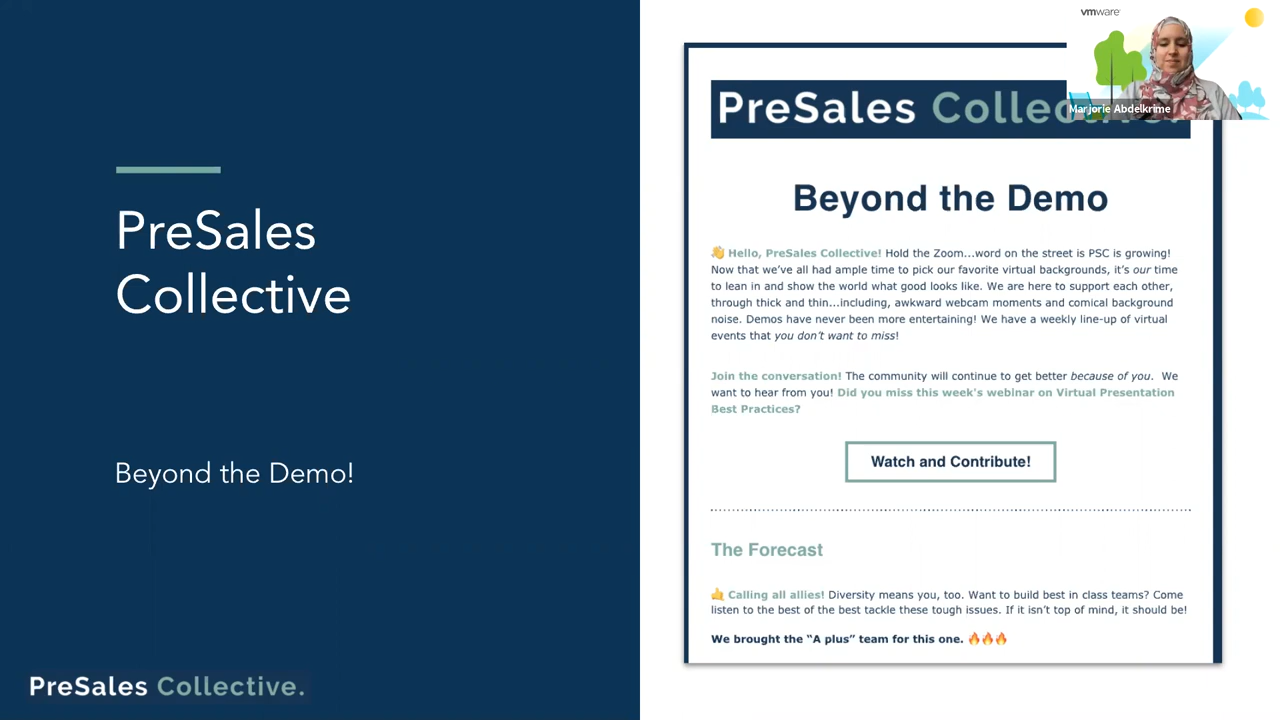 PreSales
Collective
Beyond the Demo!
PreSales Collective.
vmware
Marjorie Abdelkrime
PreSales Collective.
Beyond the Demo
👋 Hello, PreSales Collective! Hold the Zoom...word on the street is PSC is growing!
Now that we've all had ample time to pick our favorite virtual backgrounds, it's our time
to lean in and show the world what good looks like. We are here to support each other,
through thick and thin...including, awkward webcam moments and comical background
noise. Demos have never been more entertaining! We have a weekly line-up of virtual
events that you don't want to miss!
Join the conversation! The community will continue to get better because of you. We
want to hear from you! Did you miss this week's webinar on Virtual Presentation
Best Practices?
Watch and Contribute!
The Forecast
🤙 Calling all allies! Diversity means you, too. Want to build best in class teams? Come
listen to the best of the best tackle these tough issues. If it isn't top of mind, it should be!
We brought the “A plus” team for this one. 🔥🔥🔥